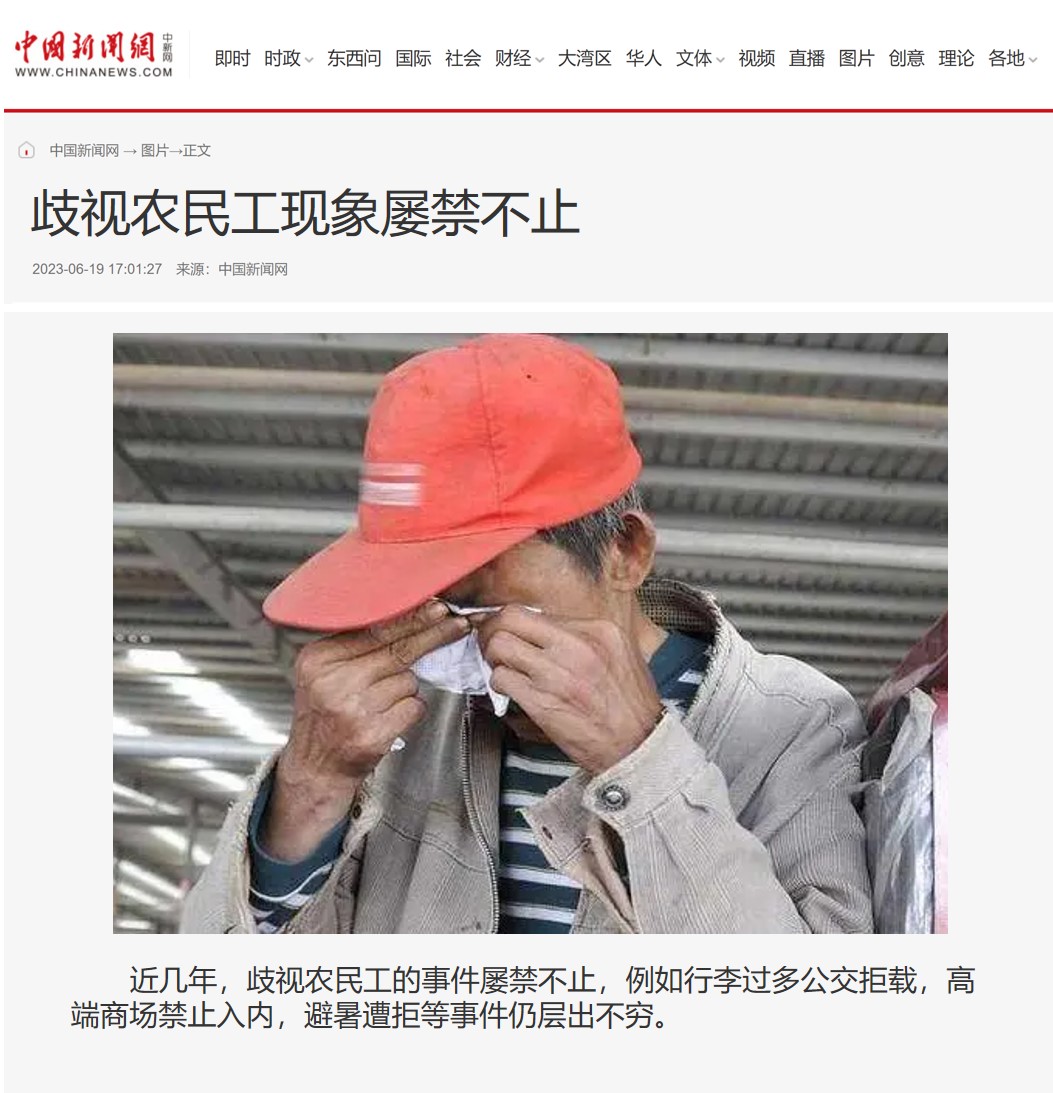 中國新聞網
中新网
WWW.CHINANEWS.COM
即时 时政 东西问 国际 社会 财经 大湾区 华人 文体 视频 直播 图片 创意 理论 各地
中国新闻网 → 图片→正文
歧视农民工现象屡禁不止
2023-06-19 17:01:27 来源：中国新闻网
近几年，歧视农民工的事件屡禁不止，例如行李过多公交拒载，高
端商场禁止入内，避暑遭拒等事件仍层出不穷。